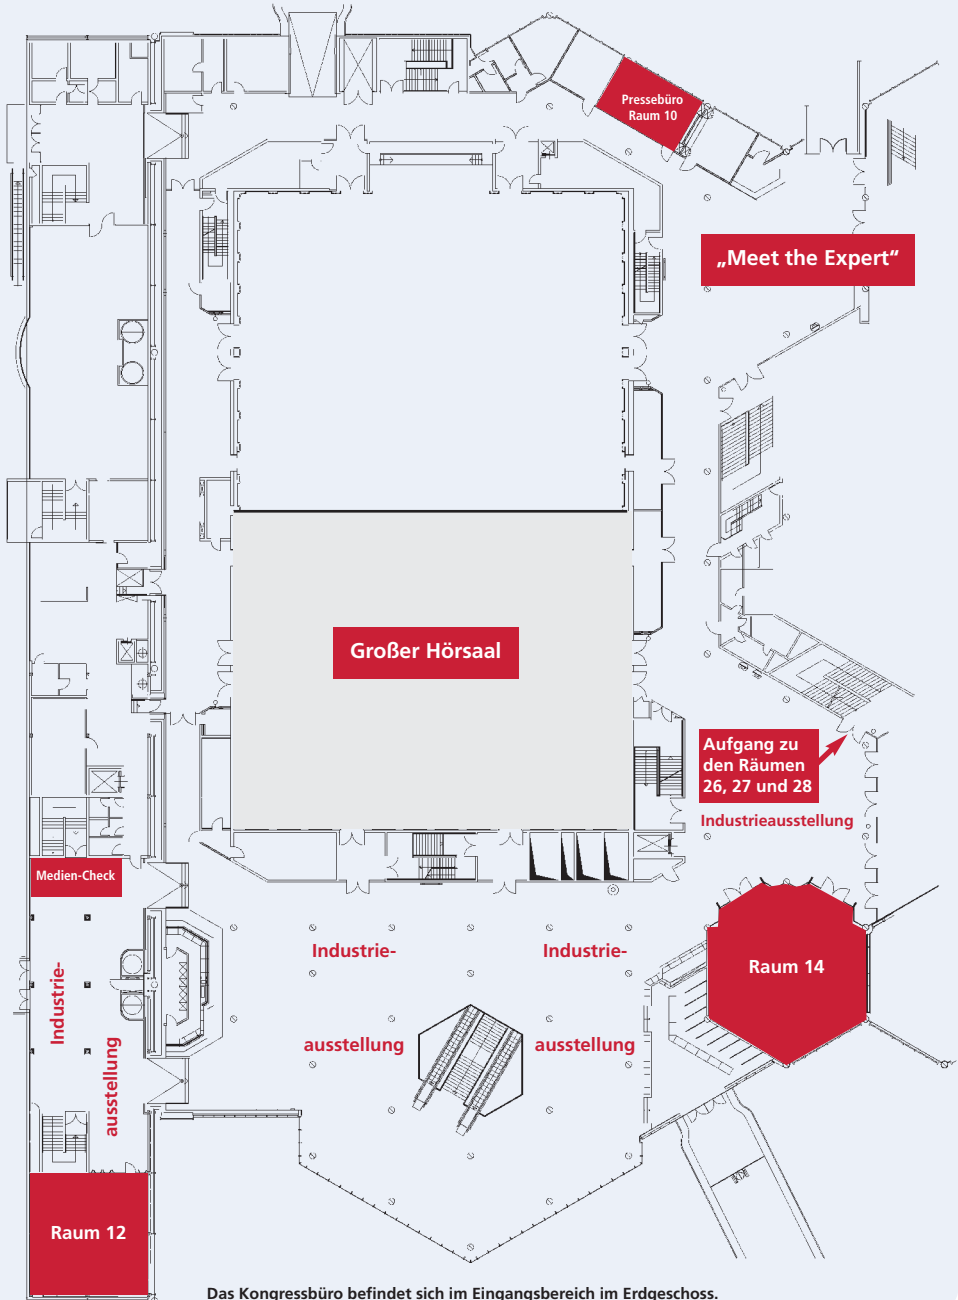 Pressebüro
Raum 10
„Meet the Expert“
Großer Hörsaal
Aufgang zu
den Räumen
26, 27 und 28
Industrieausstellung
Medien-Check
Industrie-
ausstellung
Industrie-
ausstellung
Industrie-
ausstellung
Raum 14
Raum 12
Das Kongressbüro befindet sich im Eingangsbereich im Erdgeschoss.